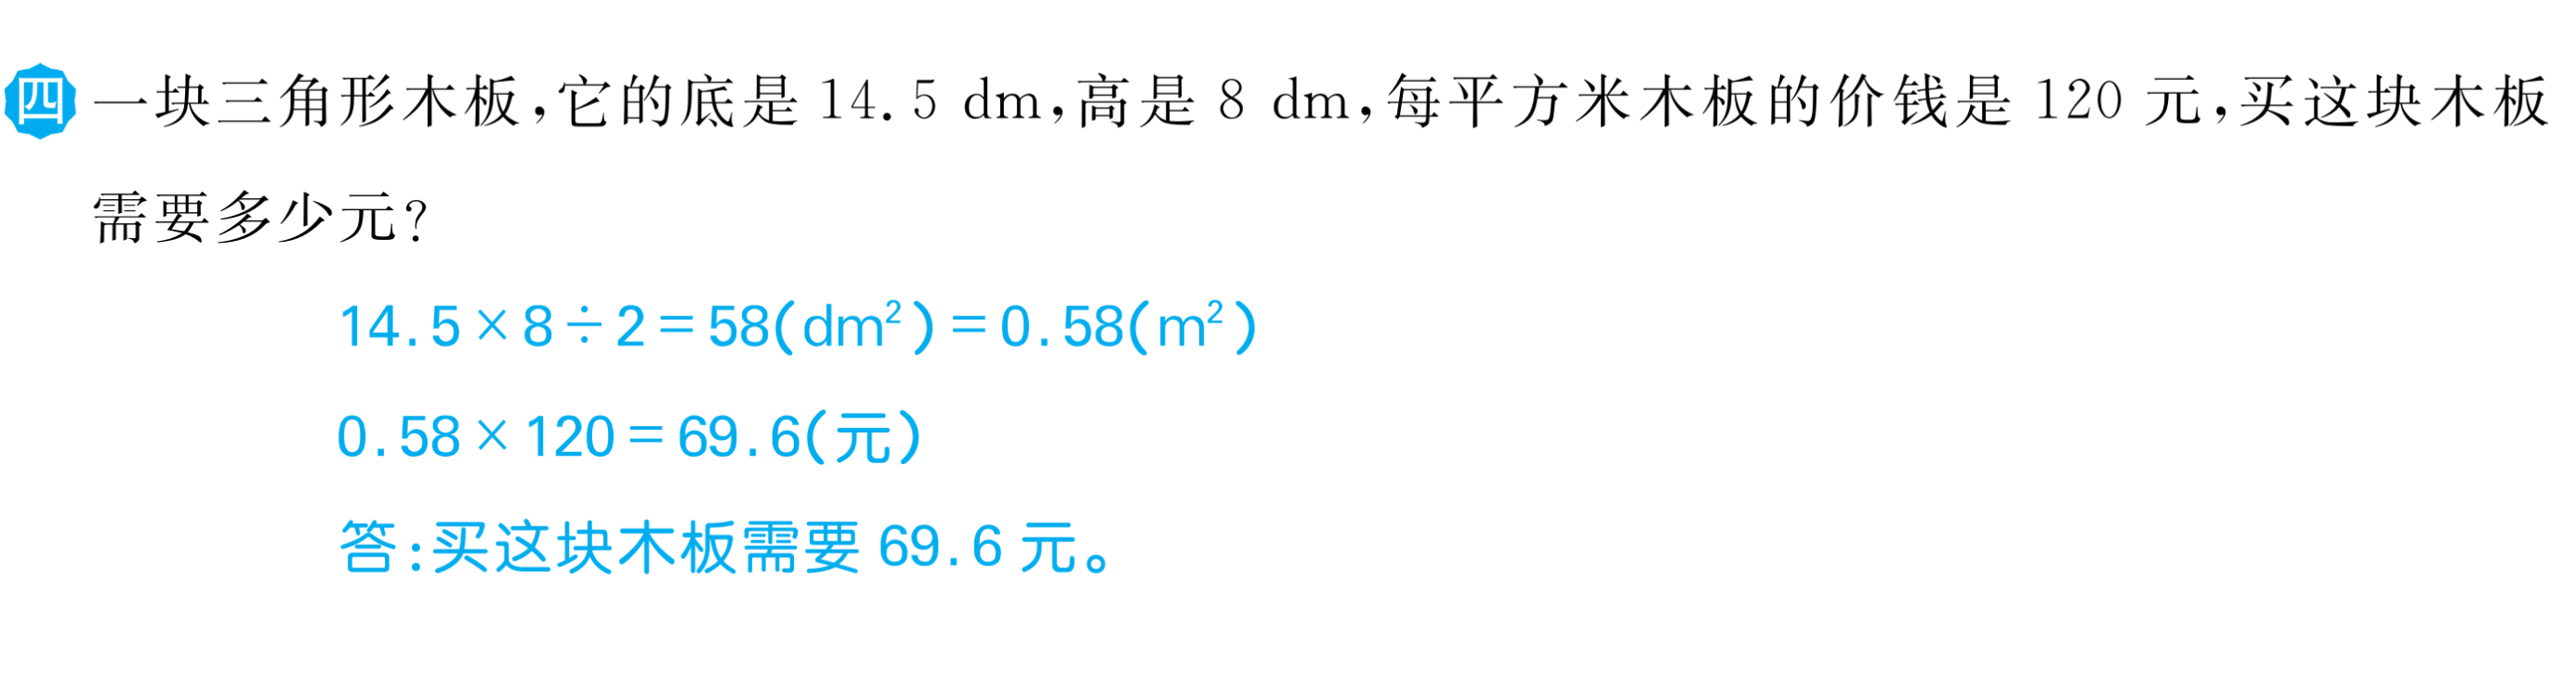 四 一块三角形木板,它的底是 14.5 dm,高是 8 dm,每平方米木板的价钱是 120 元,买这块木板
需要多少元?
14.5×8÷2=58(dm²)=0.58(m²)
0.58×120=69.6(元)
答:买这块木板需要 69.6 元。